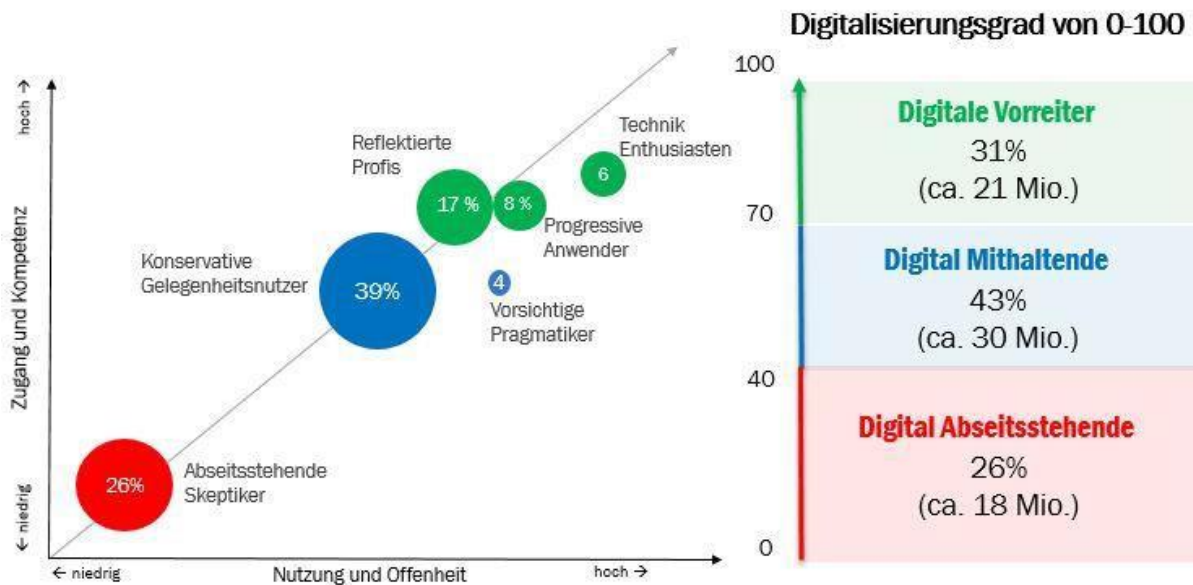 Digitalisierungsgrad von 0-100
hoch →
Zugang und Kompetenz
← niedrig
Reflektierte
Profis
17 %
8 %
Progressive
Anwender
Technik
Enthusiasten
6
Konservative
Gelegenheitsnutzer
39%
4
Vorsichtige
Pragmatiker
26%
Abseitsstehende
Skeptiker
← niedrig
Nutzung und Offenheit
hoch →
100
70
40
0
Digitale Vorreiter
31%
(ca. 21 Mio.)
Digital Mithaltende
43%
(ca. 30 Mio.)
Digital Abseitsstehende
26%
(ca. 18 Mio.)